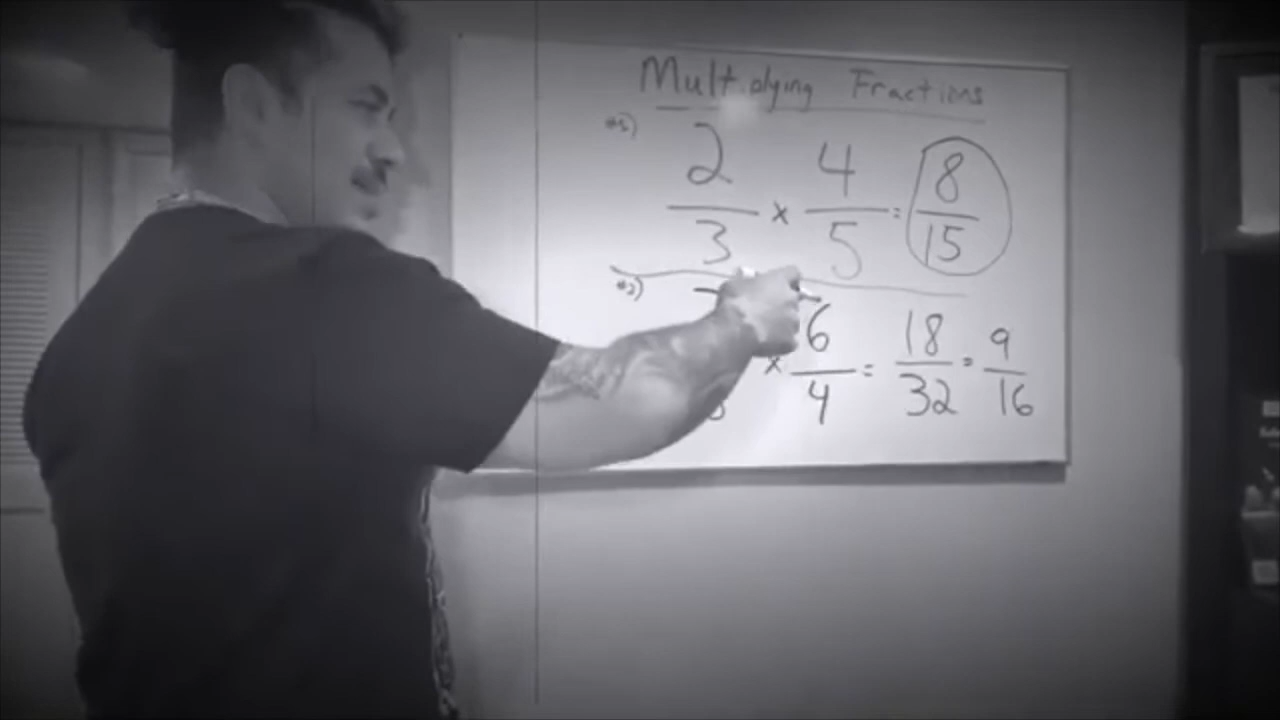 Multiplying Fractions
#1) 2/3 × 4/5 = 8/15
#2) × 6/4 = 18/32 = 9/16